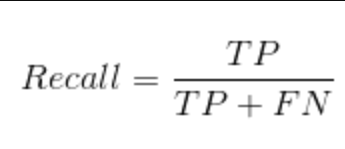 Recall = TP / TP + FN